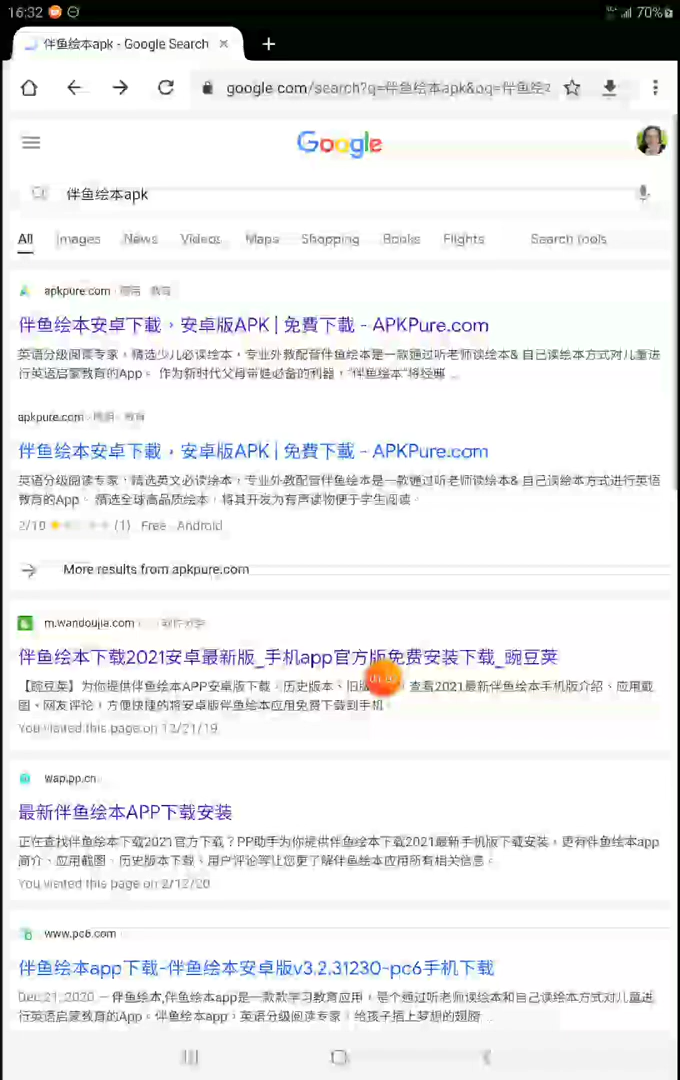 16:32
70%
伴鱼绘本apk - Google Search
google.com/search?q=伴鱼绘本apk&oq=伴鱼绘
Google
伴鱼绘本apk
All Images News Videos Maps Shopping Books Flights Search tools
apkpure.com
伴鱼绘本安卓下載,安卓版APK | 免費下載 - APKPure.com
英语分级阅读专家,精选少儿必读绘本,专业外教配音伴鱼绘本是一款通过听老师读绘本& 自己读绘本方式对儿童进
行英语启蒙教育的App。 作为新时代父母带娃必备的利器,“伴鱼绘本”将经典 ...
apkpure.com
伴鱼绘本安卓下載,安卓版APK | 免費下載 - APKPure.com
英语分级阅读专家,精选英文必读绘本,专业外教配音伴鱼绘本是一款通过听老师读绘本& 自己读绘本方式进行英语
教育的App。 精选全球高品质绘本,将其开发为有声读物便于学生阅读。
2/10 (1) Free Android
More results from apkpure.com
m.wandoujia.com
伴鱼绘本下载2021安卓最新版_手机app官方版免费安装下载_豌豆荚
【豌豆荚】为你提供伴鱼绘本APP安卓版下载、历史版本、旧版 查看2021最新伴鱼绘本手机版介绍、应用截
图、网友评论,方便快捷的将安卓版伴鱼绘本应用免费下载到手机。
You visited this page on 12/21/19.
wap.pp.cn
最新伴鱼绘本APP下载安装
正在查找伴鱼绘本下载2021官方下载?PP助手为你提供伴鱼绘本下载2021最新手机版下载安装,更有伴鱼绘本app
简介、应用截图、历史版本下载、用户评论等让您更了解伴鱼绘本应用所有相关信息。
You visited this page on 2/12/20.
www.pc6.com
伴鱼绘本app下载-伴鱼绘本安卓版v3.2.31230-pc6手机下载
Dec 21, 2020 — 伴鱼绘本,伴鱼绘本app是一款款学习教育应用,是个通过听老师读绘本和自己读绘本方式对儿童进
行英语启蒙教育的App。伴鱼绘本app,英语分级阅读专家,给孩子插上梦想的翅膀 ...